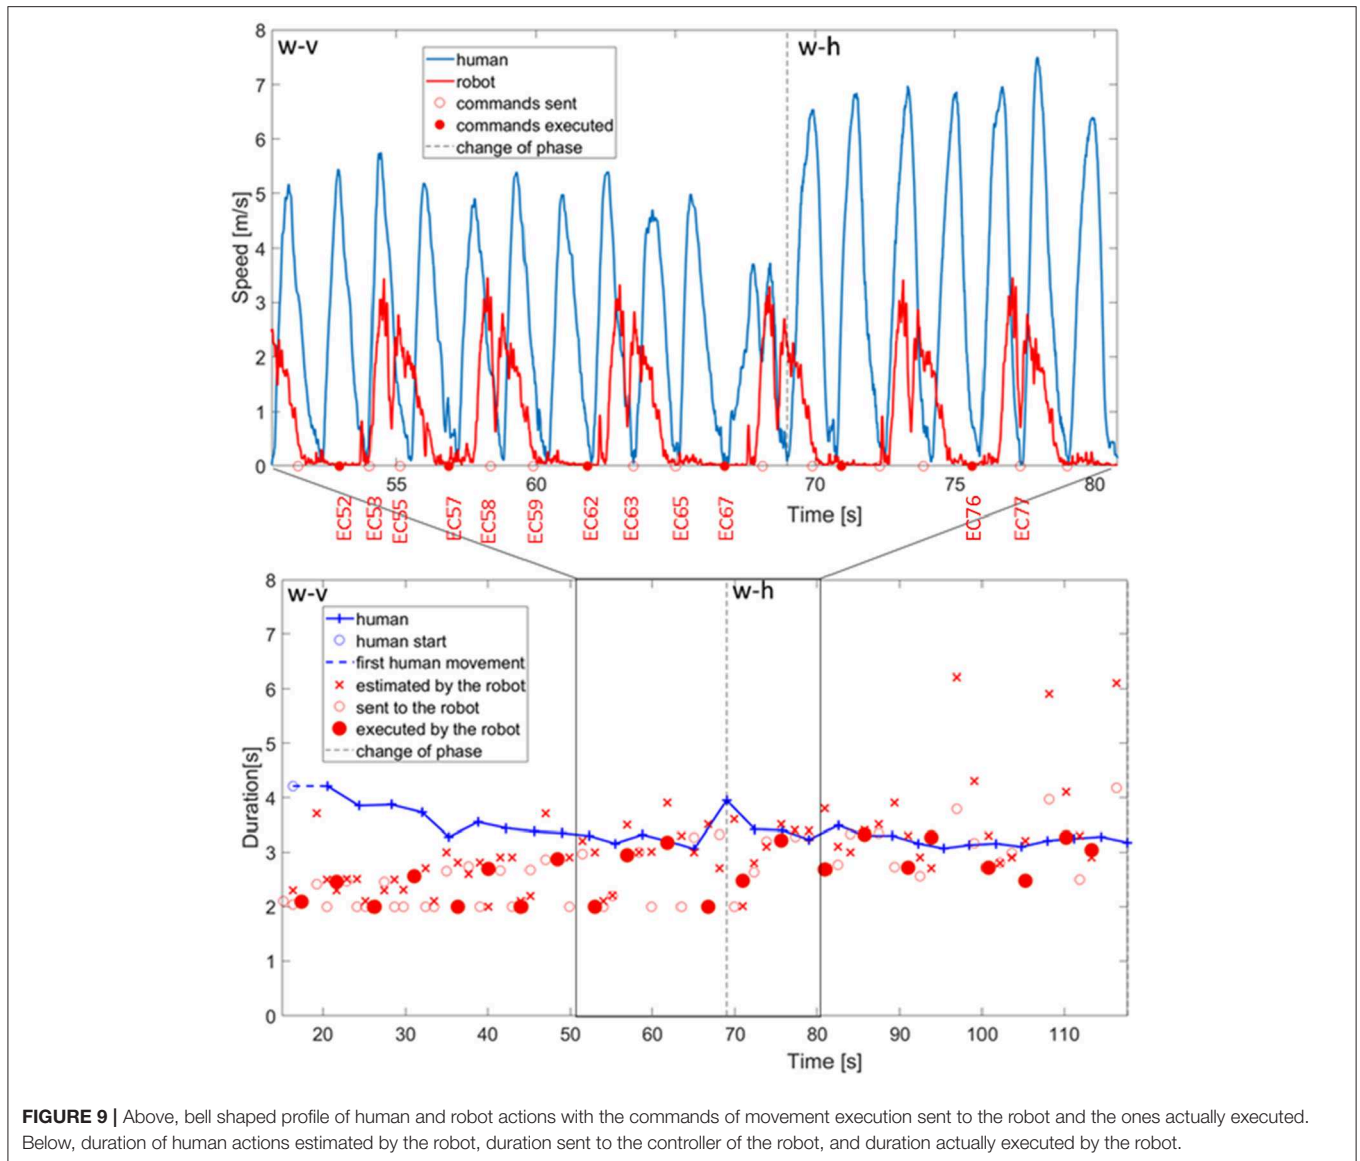 w-v
w-h
human
robot
commands sent
commands executed
change of phase
Speed [m/s]
8
7
6
5
4
3
2
1
0
55
60
70
75
80
Time [s]
EC52
EC53
EC55
EC57
EC58
EC59
EC62
EC63
EC65
EC67
EC76
EC77
w-v
w-h
human
human start
first human movement
estimated by the robot
sent to the robot
executed by the robot
change of phase
Duration[s]
8
7
6
5
4
3
2
1
0
20
30
40
50
60
70
80
90
100
110
Time [s]
FIGURE 9 | Above, bell shaped profile of human and robot actions with the commands of movement execution sent to the robot and the ones actually executed.
Below, duration of human actions estimated by the robot, duration sent to the controller of the robot, and duration actually executed by the robot.